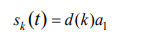 s_k(t) = d(k)a_1